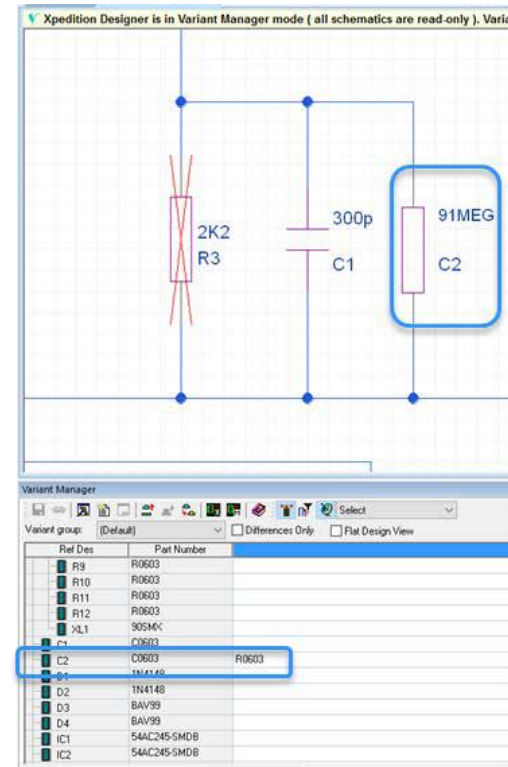 Xpedition Designer is in Variant Manager mode ( all schematics are read-only ). Varia
2K2
R3
300p
C1
91MEG
C2
Variant Manager
Select
Variant group: (Default) Differences Only Flat Design View
Ref Des Part Number
R9 R0603
R10 R0603
R11 R0603
R12 R0603
XL1 90SMX
C1 C0603
C2 C0603 R0603
D1 1N4148
D2 1N4148
D3 BAV99
D4 BAV99
IC1 54AC245-SMDB
IC2 54AC245-SMDB